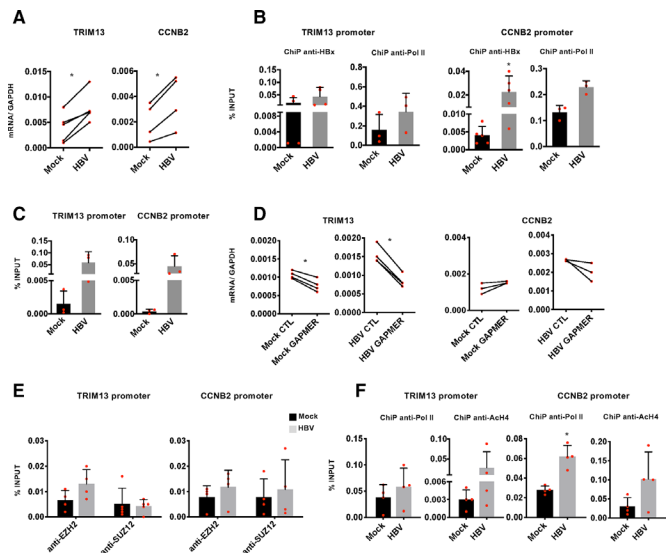 A
TRIM13
CCNB2
mRNA/ GAPDH
0.015
0.010
0.005
0.000
*
Mock
HBV
0.006
0.004
0.002
0.000
*
Mock
HBV
B
TRIM13 promoter
CCNB2 promoter
ChiP anti-HBx
ChiP anti-Pol II
ChiP anti-HBx
ChiP anti-Pol II
% INPUT
0.25
0.20
0.15
0.10
0.05
0.008
0.004
0.000
Mock
HBV
0.8
0.6
0.4
0.2
0.0
Mock
HBV
0.04
0.02
0.010
0.005
0.000
*
Mock
HBV
0.3
0.2
0.1
0.0
Mock
HBV
C
TRIM13 promoter
CCNB2 promoter
% INPUT
0.15
0.10
0.05
0.005
0.000
Mock
HBV
0.10
0.05
0.005
0.000
Mock
HBV
D
TRIM13
CCNB2
mRNA/ GAPDH
0.0020
0.0015
0.0010
0.0005
0.0000
*
Mock CTL
Mock GAPMER
0.0020
0.0015
0.0010
0.0005
0.0000
*
HBV CTL
HBV GAPMER
0.004
0.002
0.000
Mock CTL
Mock GAPMER
0.004
0.003
0.002
0.001
0.000
HBV CTL
HBV GAPMER
E
TRIM13 promoter
CCNB2 promoter
Mock
HBV
% INPUT
0.03
0.02
0.01
0.00
anti-EZH2
anti-SUZ12
0.03
0.02
0.01
0.00
anti-EZH2
anti-SUZ12
F
TRIM13 promoter
CCNB2 promoter
ChiP anti-Pol II
ChiP anti-AcH4
ChiP anti-Pol II
ChiP anti-AcH4
% INPUT
0.15
0.10
0.05
0.00
Mock
HBV
0.15
0.10
0.05
0.006
0.003
0.000
Mock
HBV
0.08
0.06
0.04
0.02
0.00
*
Mock
HBV
0.20
0.15
0.10
0.05
0.00
Mock
HBV